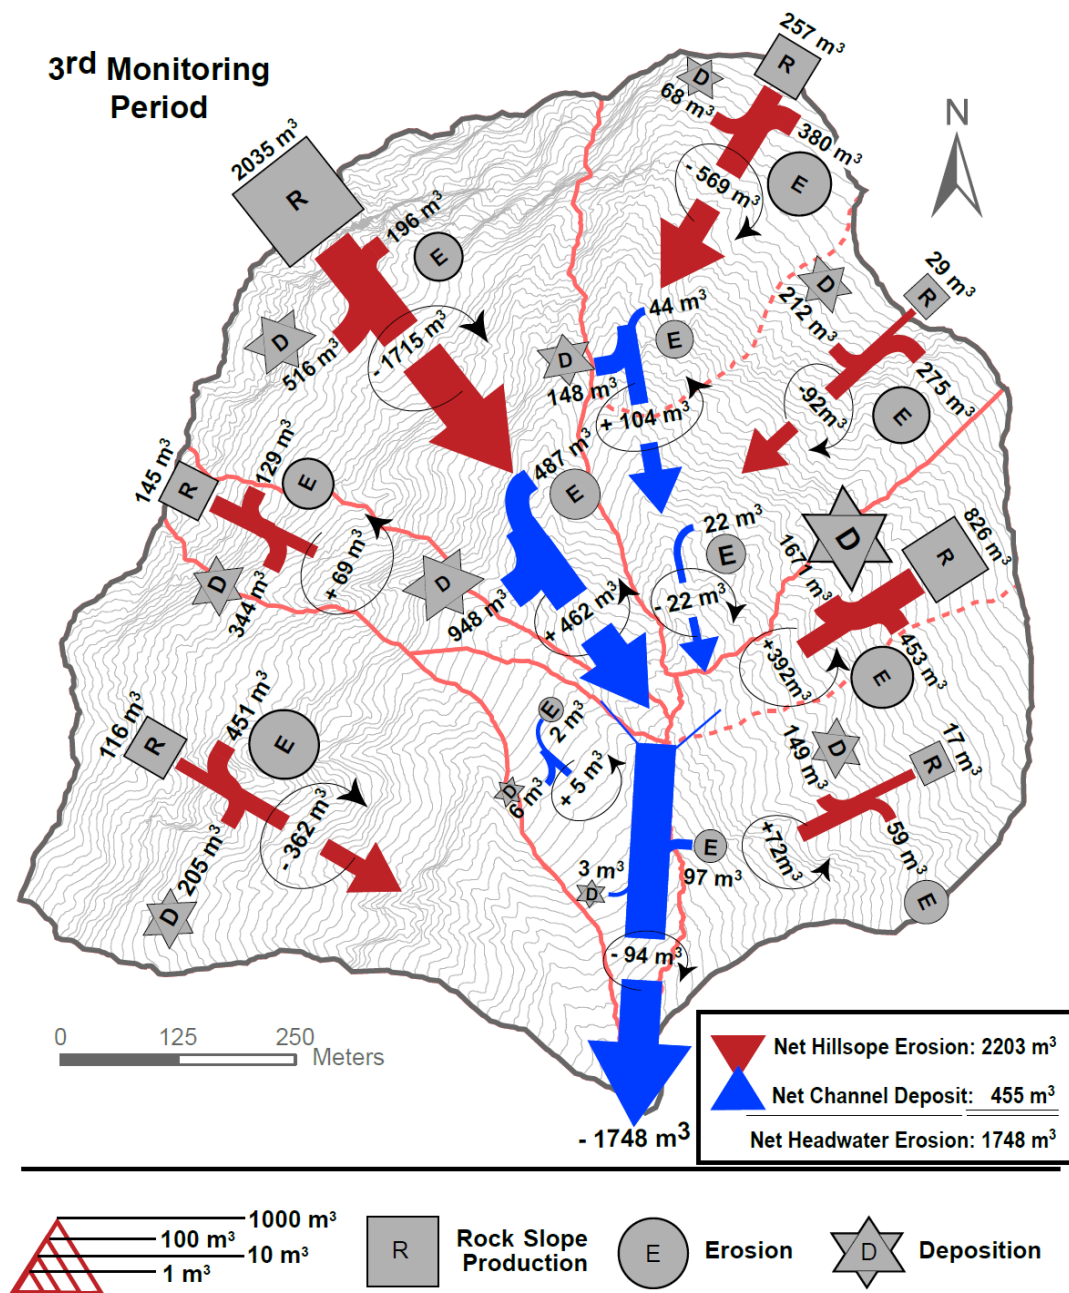 3rd Monitoring
Period
257 m³
R
D
68 m³
380 m³
E
- 569 m³
N
2035 m³
R
196 m³
E
D
516 m³
- 1715 m³
29 m³
R
D
212 m³
275 m³
E
-92m³
44 m³
E
D
148 m³
+ 104 m³
487 m³
E
145 m³
R
129 m³
E
D
344 m³
+ 69 m³
D
948 m³
+ 462 m³
22 m³
E
- 22 m³
D
1671 m³
R
826 m³
453 m³
E
+392m³
116 m³
R
451 m³
E
205 m³
D
- 362 m³
E
2 m³
D
6 m³
+ 5 m³
D
149 m³
17 m³
R
59 m³
E
+72m³
3 m³
D
E
97 m³
- 94 m³
0 125 250
Meters
- 1748 m³
Net Hillsope Erosion: 2203 m³
Net Channel Deposit: 455 m³
Net Headwater Erosion: 1748 m³
1000 m³
100 m³
10 m³
1 m³
R
Rock Slope
Production
E
Erosion
D
Deposition